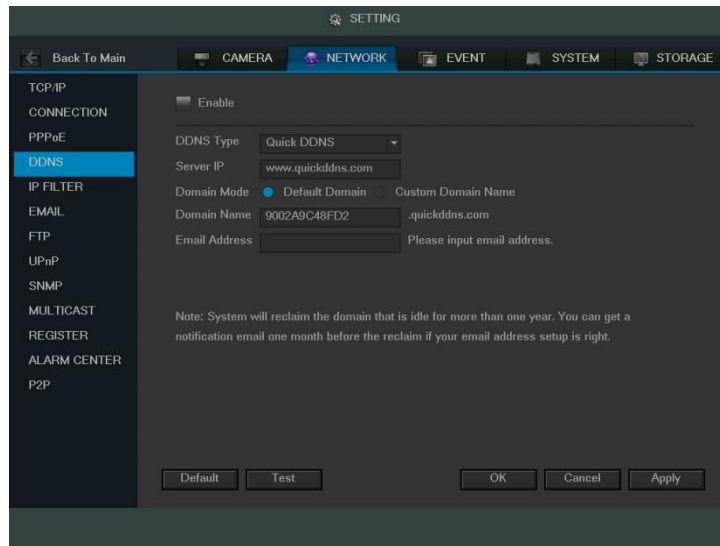 SETTING
Back To Main
CAMERA NETWORK EVENT SYSTEM STORAGE
TCP/IP
CONNECTION
PPPoE
DDNS
IP FILTER
EMAIL
FTP
UPnP
SNMP
MULTICAST
REGISTER
ALARM CENTER
P2P
Enable
DDNS Type Quick DDNS
Server IP www.quickddns.com
Domain Mode Default Domain Custom Domain Name
Domain Name 9002A9C48FD2 .quickddns.com
Email Address Please input email address.
Note: System will reclaim the domain that is idle for more than one year. You can get a
notification email one month before the reclaim if your email address setup is right.
Default Test OK Cancel Apply